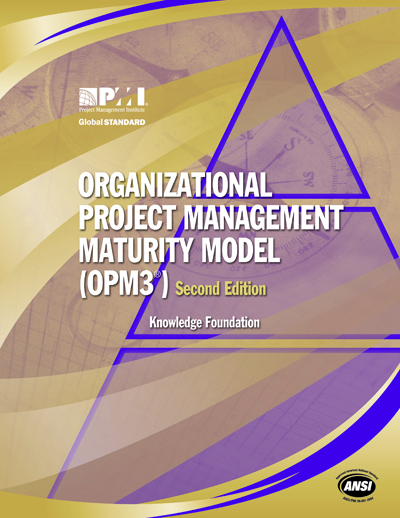 PMI
Project Management Institute
Global STANDARD
ORGANIZATIONAL
PROJECT MANAGEMENT
MATURITY MODEL
(OPM3®) Second Edition
Knowledge Foundation
ANSI